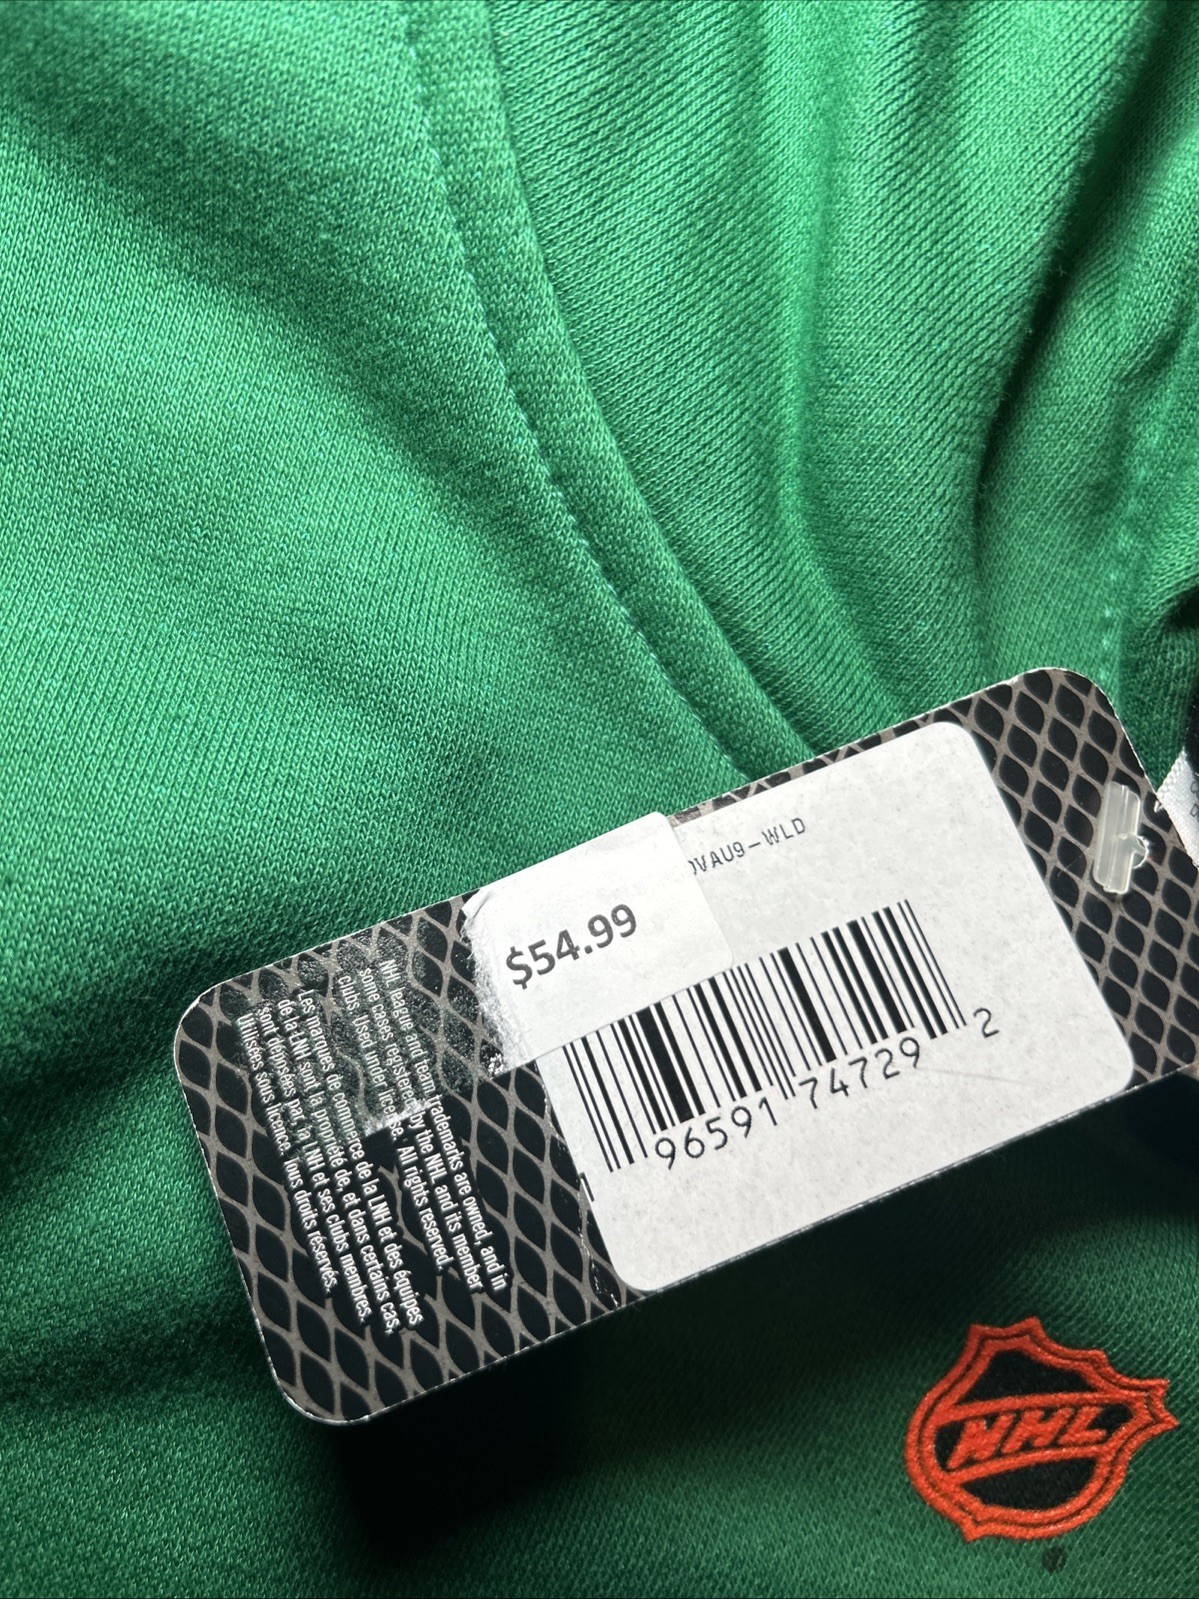 VAU9-WLD
$54.99
1 96591 74729 2
NHL league and team trademarks are owned, and in
some cases registered, by the NHL and its member
clubs. Used under license. All rights reserved.
Les marques de commerce de la LNH et des équipes
de la LNH sont la propriété de, et dans certains cas,
sont déposées par, la LNH et ses clubs membres.
Utilisées sous licence. Tous droits réservés.
NHL
®